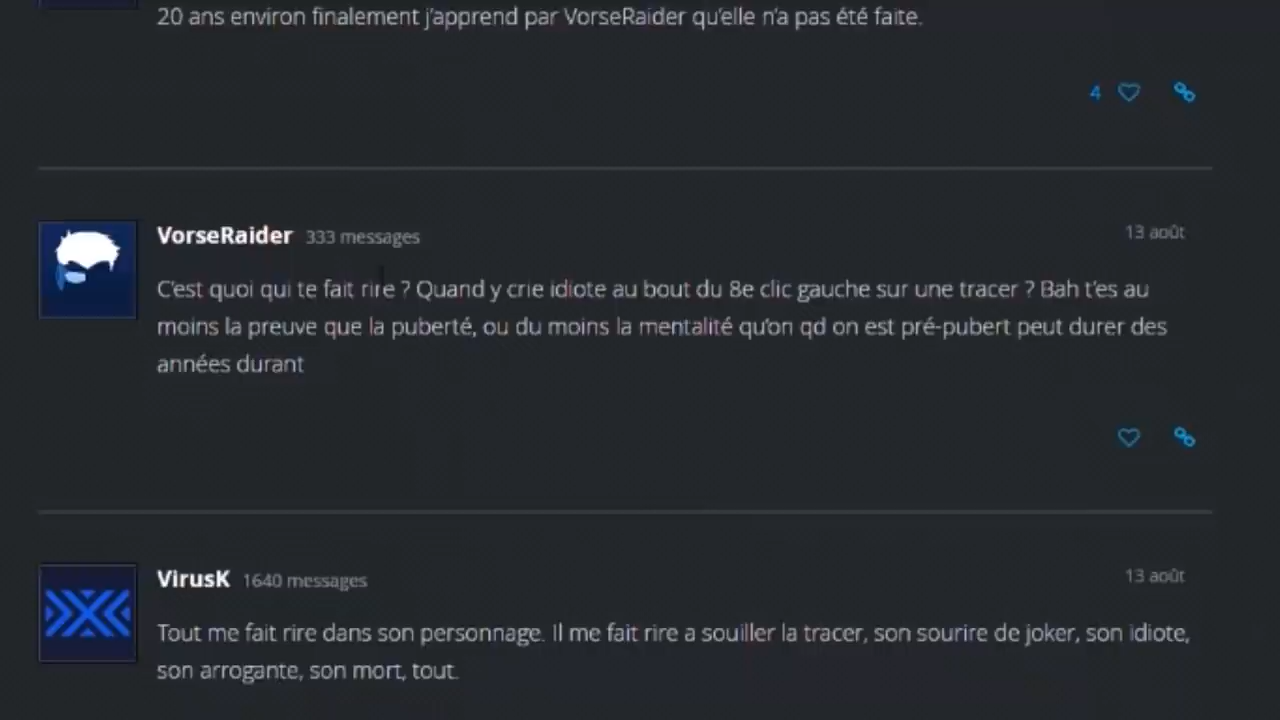 20 ans environ finalement j'apprend par VorseRaider qu'elle n'a pas été faite.
4
VorseRaider 333 messages 13 août
C'est quoi qui te fait rire ? Quand y crie idiote au bout du 8e clic gauche sur une tracer ? Bah t'es au
moins la preuve que la puberté, ou du moins la mentalité qu'on qd on est pré-pubert peut durer des
années durant
VirusK 1640 messages 13 août
Tout me fait rire dans son personnage. Il me fait rire a souiller la tracer, son sourire de joker, son idiote,
son arrogante, son mort, tout.